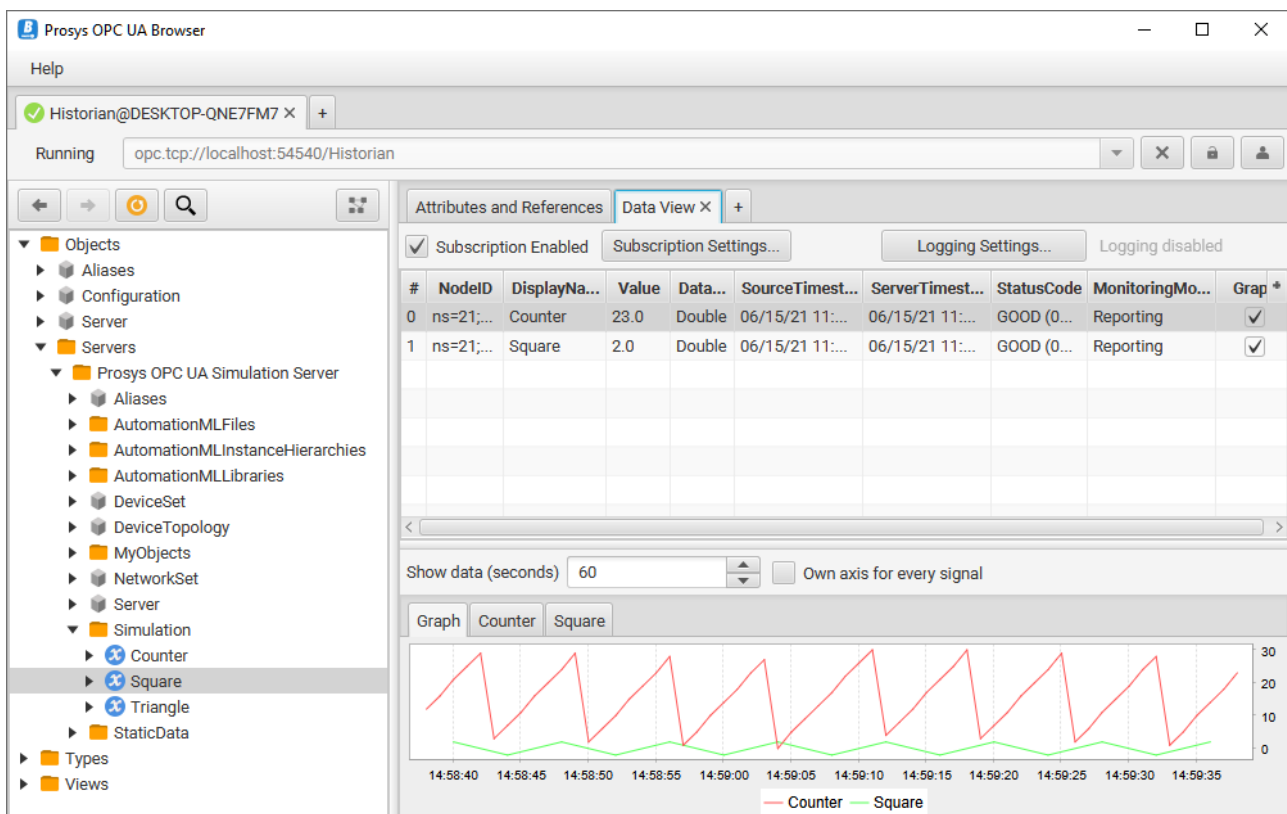 Prosys OPC UA Browser
Help
Historian@DESKTOP-QNE7FM7
+
Running
opc.tcp://localhost:54540/Historian
Objects
Aliases
Configuration
Server
Servers
Prosys OPC UA Simulation Server
Aliases
AutomationMLFiles
AutomationMLInstanceHierarchies
AutomationMLLibraries
DeviceSet
DeviceTopology
MyObjects
NetworkSet
Server
Simulation
Counter
Square
Triangle
StaticData
Types
Views
Attributes and References Data View +
Subscription Enabled Subscription Settings... Logging Settings... Logging disabled
# NodeID DisplayNa... Value Data... SourceTimest... ServerTimest... StatusCode MonitoringMo... Grap +
0 ns=21;... Counter 23.0 Double 06/15/21 11:... 06/15/21 11:... GOOD (0... Reporting
1 ns=21;... Square 2.0 Double 06/15/21 11:... 06/15/21 11:... GOOD (0... Reporting
Show data (seconds) 60 Own axis for every signal
Graph Counter Square
30
20
10
0
14:58:40 14:58:45 14:58:50 14:58:55 14:59:00 14:59:05 14:59:10 14:59:15 14:59:20 14:59:25 14:59:30 14:59:35
Counter Square